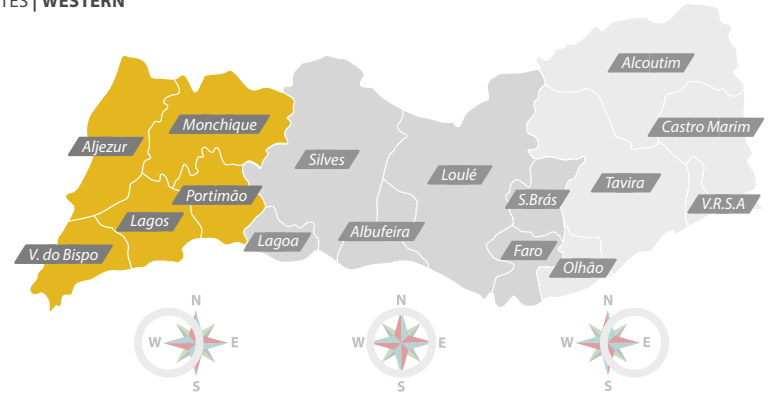 TES | WESTERN
Alcoutim
Monchique
Castro Marim
Aljezur
Silves
Loulé
Tavira
Portimão
S.Brás
V.R.S.A
Lagos
Albufeira
Lagoa
V. do Bispo
Faro
Olhão
N N N
W E W E W E
S S S